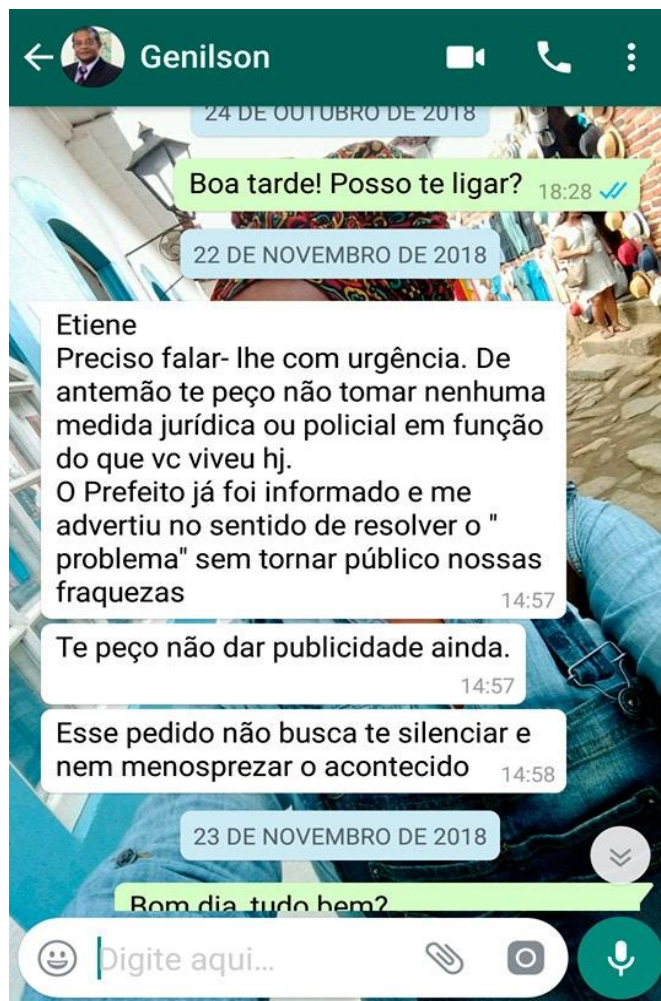 Genilson
24 DE OUTUBRO DE 2018
Boa tarde! Posso te ligar? 18:28
22 DE NOVEMBRO DE 2018
Etiene
Preciso falar- lhe com urgência. De
antemão te peço não tomar nenhuma
medida jurídica ou policial em função
do que vc viveu hj.
O Prefeito já foi informado e me
advertiu no sentido de resolver o "
problema" sem tornar público nossas
fraquezas
14:57
Te peço não dar publicidade ainda.
14:57
Esse pedido não busca te silenciar e
nem menosprezar o acontecido 14:58
23 DE NOVEMBRO DE 2018
Bom dia, tudo bem?
Digite aqui...